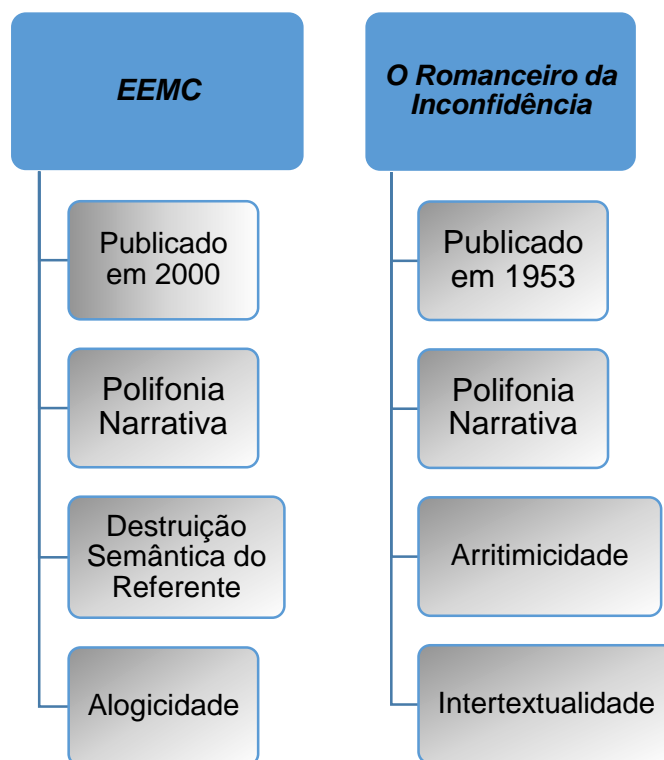 EEMC
Publicado
em 2000
Polifonia
Narrativa
Destruição
Semântica do
Referente
Alogicidade
O Romanceiro da
Inconfidência
Publicado
em 1953
Polifonia
Narrativa
Arritimicidade
Intertextualidade